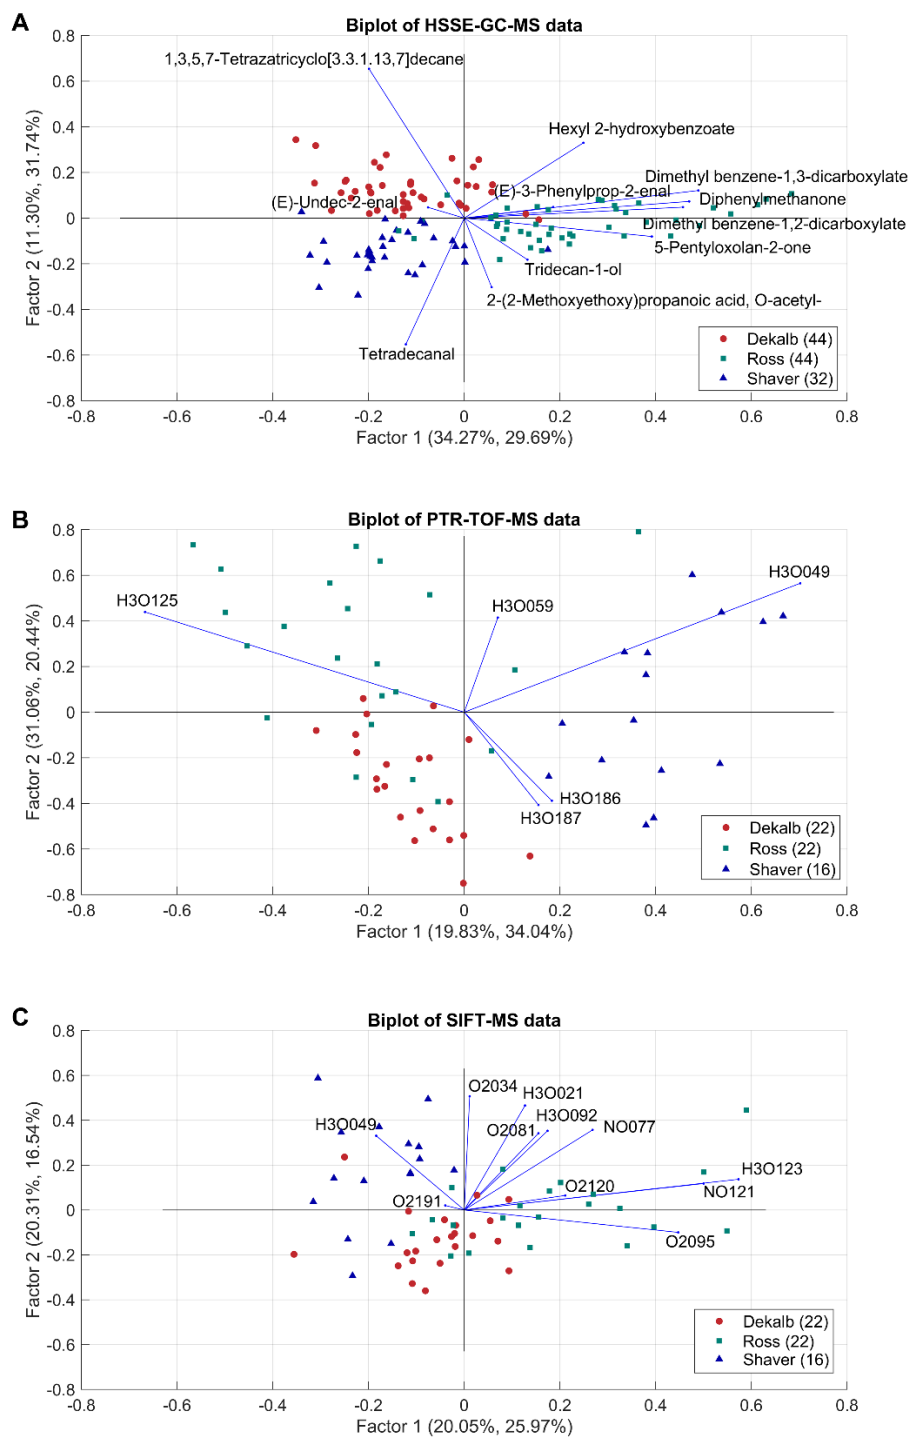 A
Biplot of HSSE-GC-MS data
0.8
0.6
0.4
0.2
0
-0.2
-0.4
-0.6
-0.8
Factor 2 (11.30%, 31.74%)
1,3,5,7-Tetrazatricyclo[3.3.1.13,7]decane
Hexyl 2-hydroxybenzoate
Dimethyl benzene-1,3-dicarboxylate
(E)-3-Phenylprop-2-enal
Diphenylmethanone
(E)-Undec-2-enal
Dimethyl benzene-1,2-dicarboxylate
5-Pentyloxolan-2-one
Tridecan-1-ol
2-(2-Methoxyethoxy)propanoic acid, O-acetyl-
Tetradecanal
Dekalb (44)
Ross (44)
Shaver (32)
-0.8 -0.6 -0.4 -0.2 0 0.2 0.4 0.6 0.8
Factor 1 (34.27%, 29.69%)
B
Biplot of PTR-TOF-MS data
0.8
0.6
0.4
0.2
0
-0.2
-0.4
-0.6
-0.8
Factor 2 (31.06%, 20.44%)
H3O049
H3O125
H3O059
H3O186
H3O187
Dekalb (22)
Ross (22)
Shaver (16)
-0.8 -0.6 -0.4 -0.2 0 0.2 0.4 0.6 0.8
Factor 1 (19.83%, 34.04%)
C
Biplot of SIFT-MS data
0.8
0.6
0.4
0.2
0
-0.2
-0.4
-0.6
-0.8
Factor 2 (20.31%, 16.54%)
O2034
H3O021
H3O092
H3O049
O2081
NO077
H3O123
O2120
NO121
O2191
O2095
Dekalb (22)
Ross (22)
Shaver (16)
-0.8 -0.6 -0.4 -0.2 0 0.2 0.4 0.6 0.8
Factor 1 (20.05%, 25.97%)